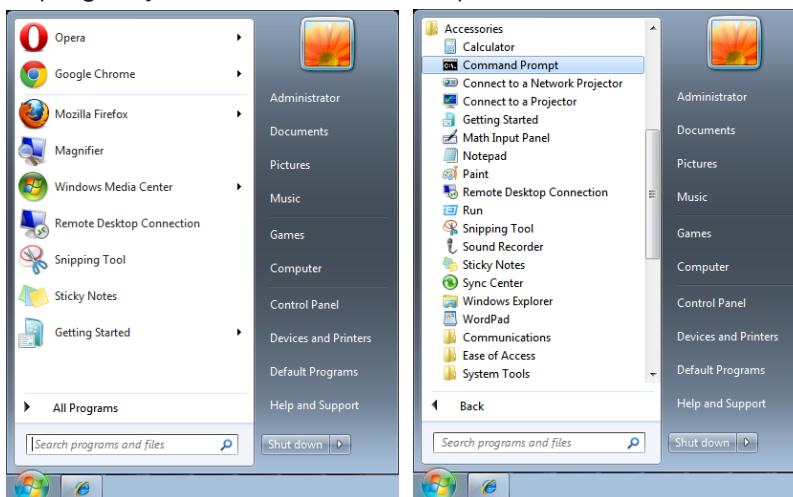 Opera
Google Chrome
Mozilla Firefox
Magnifier
Windows Media Center
Remote Desktop Connection
Snipping Tool
Sticky Notes
Getting Started
All Programs
Search programs and files
Administrator
Documents
Pictures
Music
Games
Computer
Control Panel
Devices and Printers
Default Programs
Help and Support
Shut down
Accessories
Calculator
Command Prompt
Connect to a Network Projector
Connect to a Projector
Getting Started
Math Input Panel
Notepad
Paint
Remote Desktop Connection
Run
Snipping Tool
Sound Recorder
Sticky Notes
Sync Center
Windows Explorer
WordPad
Communications
Ease of Access
System Tools
Back
Search programs and files
Administrator
Documents
Pictures
Music
Games
Computer
Control Panel
Devices and Printers
Default Programs
Help and Support
Shut down